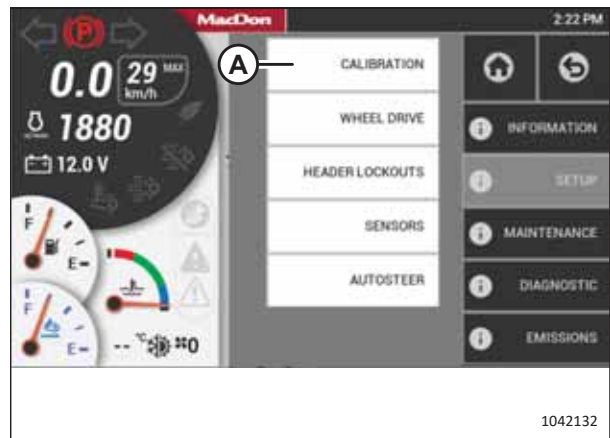 MacDon
2:22 PM
P
0.0
29 MAX
km/h
1880
12.0 V
F
E
F
E
-- °C
0
A
CALIBRATION
WHEEL DRIVE
HEADER LOCKOUTS
SENSORS
AUTOSTEER
INFORMATION
SETUP
MAINTENANCE
DIAGNOSTIC
EMISSIONS
1042132